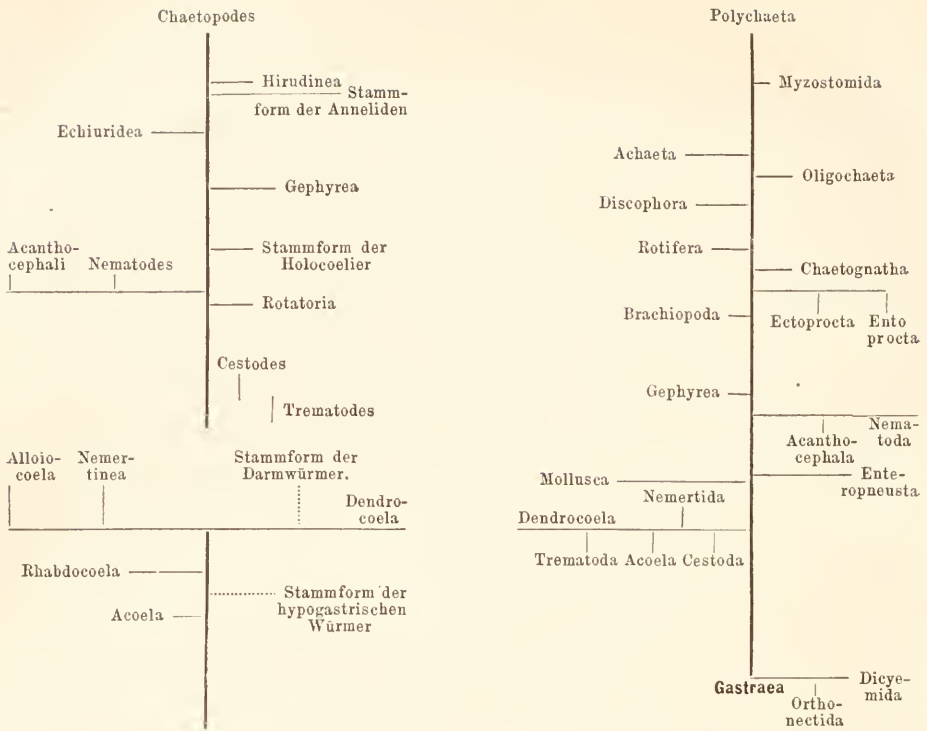 Chaetopodes
Hirudinea
Stamm-
form der Anneliden
Echiuridea
Gephyrea
Acantho-
cephali
Nematodes
Stammform der
Holocoelier
Rotatoria
Cestodes
Trematodes
Alloio-
coela
Nemer-
tinea
Stammform der
Darmwürmer.
Dendro-
coela
Rhabdocoela
Stammform der
hypogastrischen
Würmer
Acoela
Polychaeta
Myzostomida
Achaeta
Oligochaeta
Discophora
Rotifera
Chaetognatha
Brachiopoda
Ectoprocta
Ento
procta
Gephyrea
Acantho-
cephala
Nema-
toda
Mollusca
Ente-
ropneusta
Nemertida
Dendrocoela
Trematoda
Acoela
Cestoda
Gastraea
Dicye-
mida
Ortho-
nectida